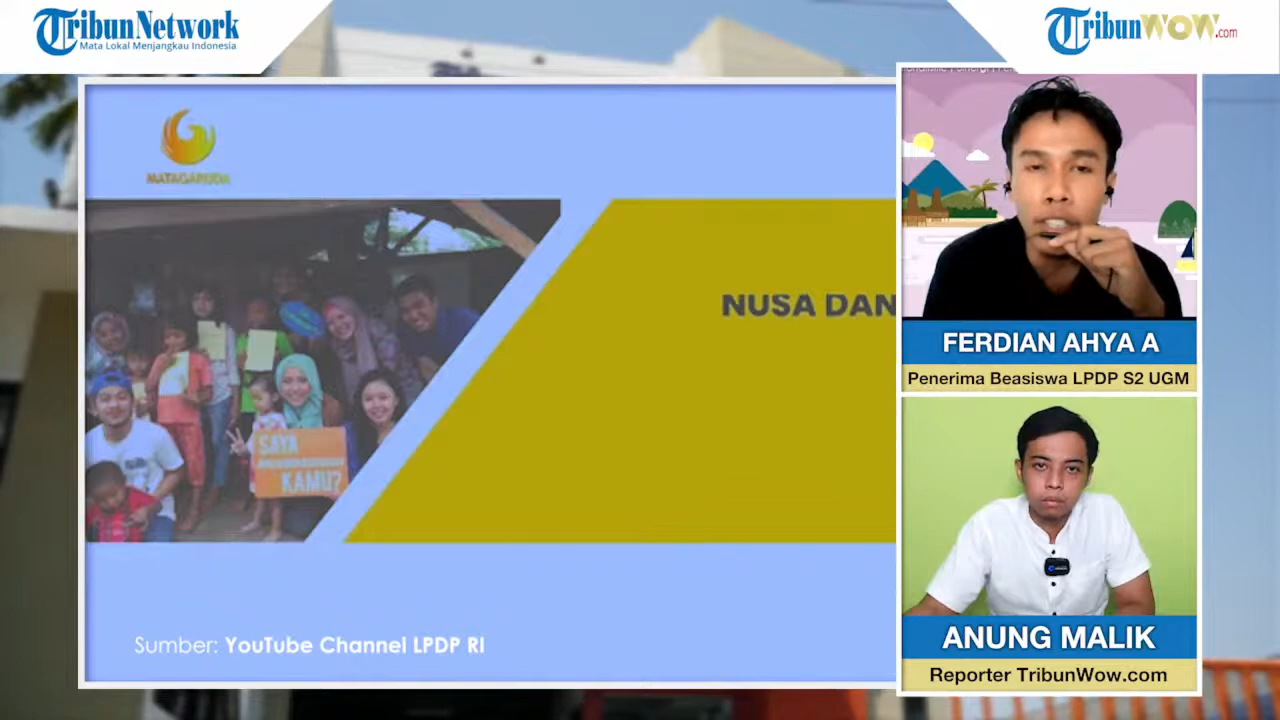 TribunNetwork
Mata Lokal Menjangkau Indonesia
TribunWOW.com
MATAGARUDA
NUSA DAN
SAYA
KAMU?
Sumber: YouTube Channel LPDP RI
FERDIAN AHYA A
Penerima Beasiswa LPDP S2 UGM
ANUNG MALIK
Reporter TribunWow.com